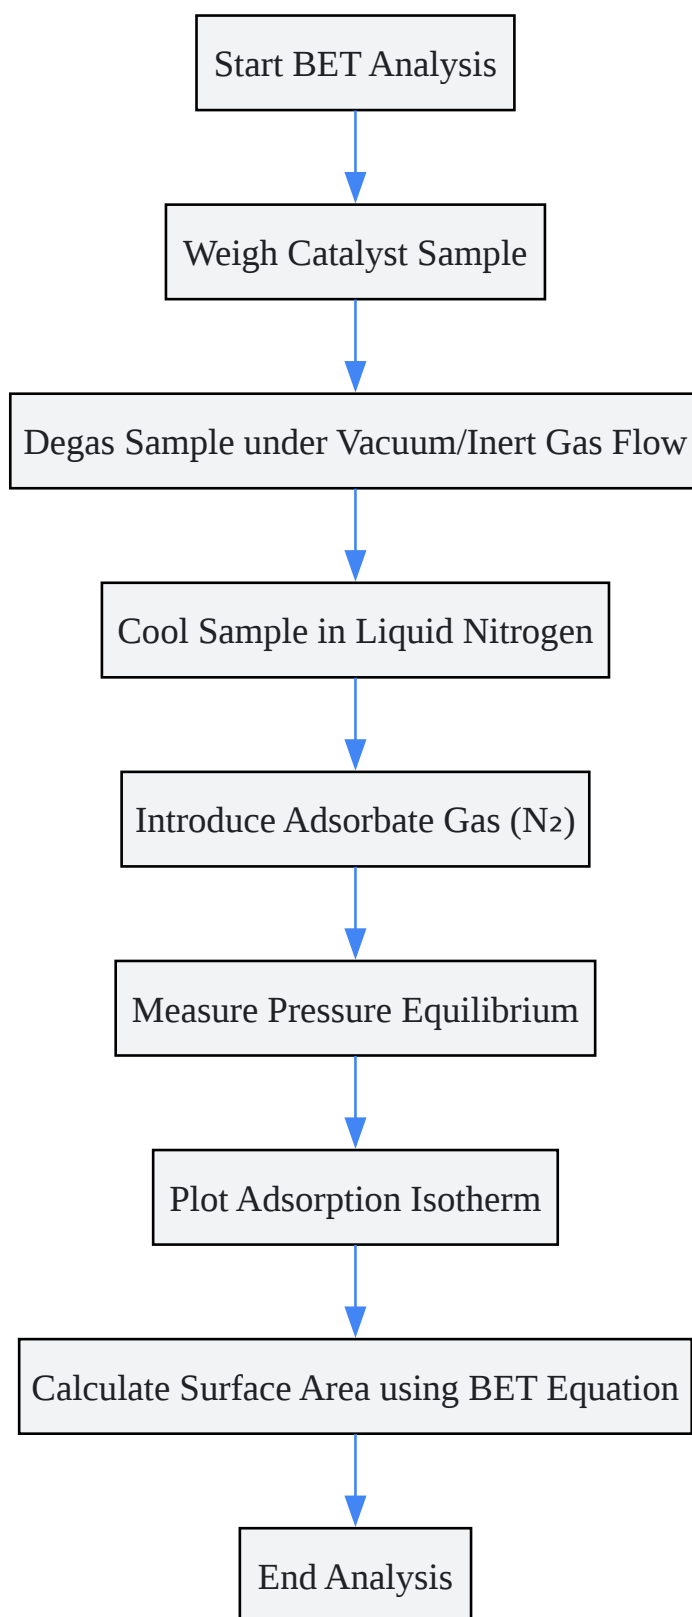 Start BET Analysis
Weigh Catalyst Sample
Degas Sample under Vacuum/Inert Gas Flow
Cool Sample in Liquid Nitrogen
Introduce Adsorbate Gas (N₂)
Measure Pressure Equilibrium
Plot Adsorption Isotherm
Calculate Surface Area using BET Equation
End Analysis